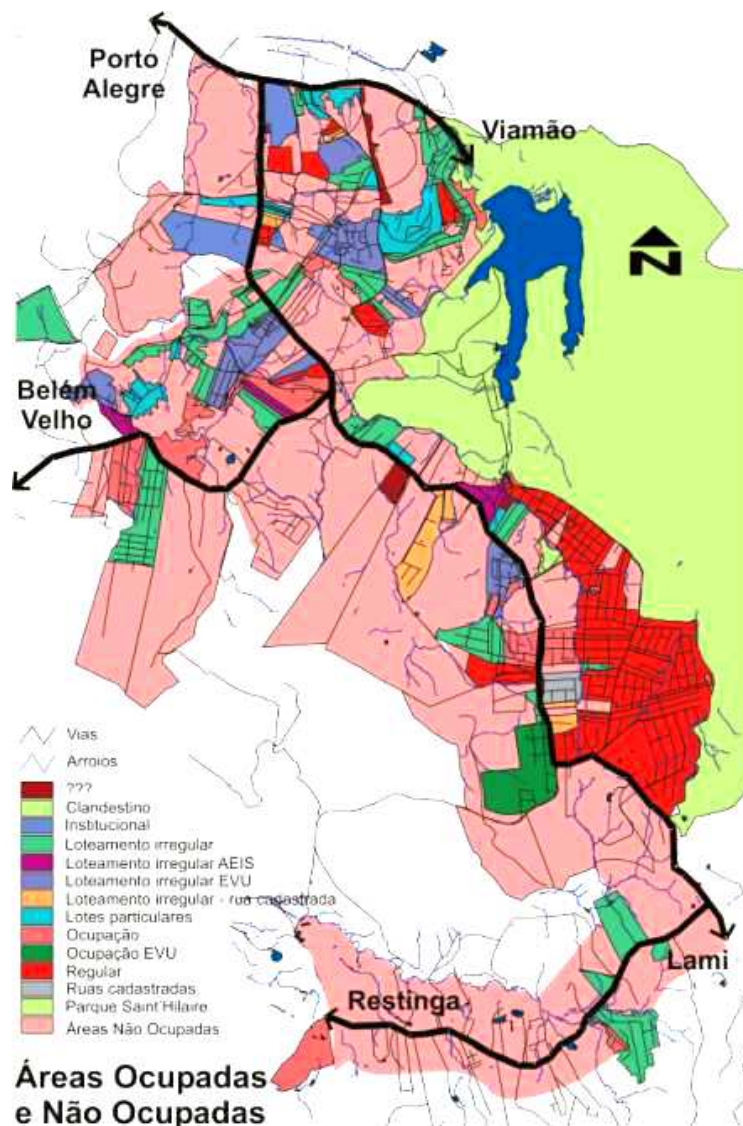 Porto
Alegre
Viamão
N
Belém
Velho
Vias
Arroios
???
Clandestino
Institucional
Loteamento irregular
Loteamento irregular AEIS
Loteamento irregular EVU
Loteamento irregular - rua cadastrada
Lotes particulares
Ocupação
Ocupação EVU
Regular
Ruas cadastradas
Parque Saint'Hilaire
Áreas Não Ocupadas
Restinga
Lami
Áreas Ocupadas
e Não Ocupadas